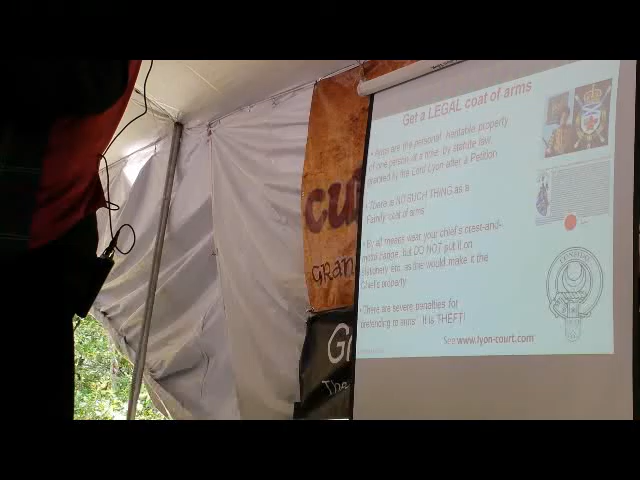 Get a LEGAL coat of arms
• Arms are the personal heritable property
of one person at a time, by statute law,
granted by the Lord Lyon after a Petition
• There is NO SUCH THING as a
Family coat of arms
• By all means wear your chief's crest-and-
motto badge, but DO NOT put it on
stationery etc. as this would make it the
Chief's property
• There are severe penalties for
pretending to arms. It is THEFT!
See www.lyon-court.com
cu
GRAN
G
The